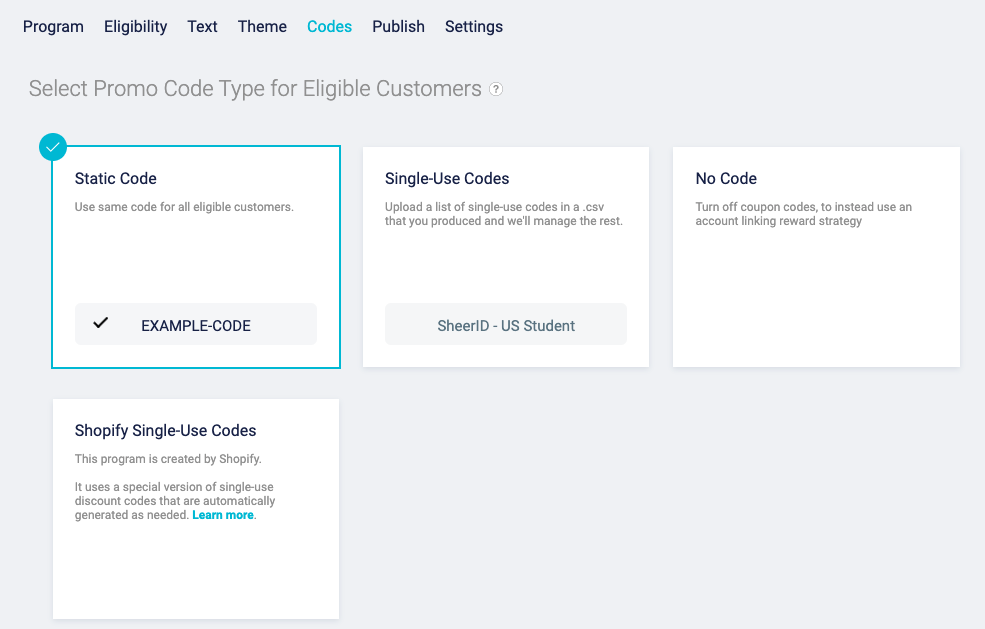 Program Eligibility Text Theme Codes Publish Settings
Select Promo Code Type for Eligible Customers ?
Static Code
Use same code for all eligible customers.
EXAMPLE-CODE
Single-Use Codes
Upload a list of single-use codes in a .csv
that you produced and we'll manage the rest.
SheerID - US Student
No Code
Turn off coupon codes, to instead use an
account linking reward strategy
Shopify Single-Use Codes
This program is created by Shopify.
It uses a special version of single-use
discount codes that are automatically
generated as needed. Learn more.